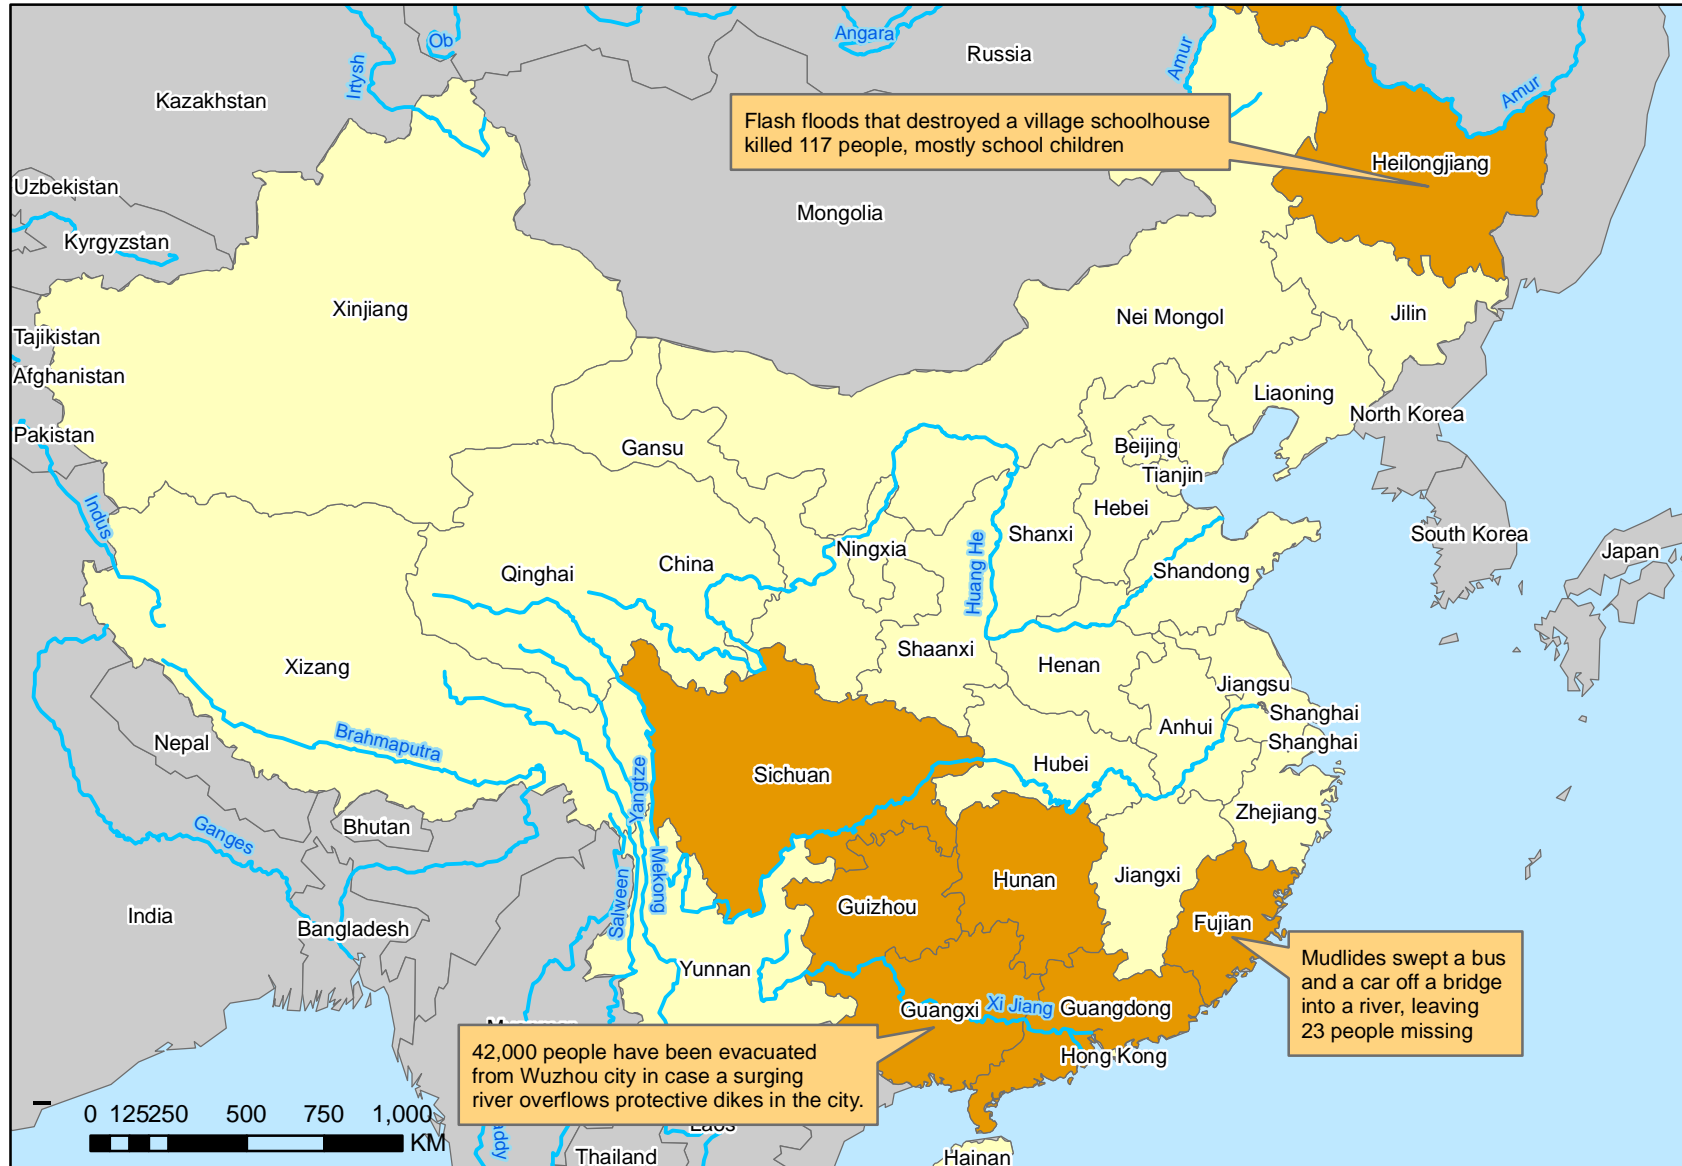 Ob
Angara
Russia
Amur
Irtysh
Kazakhstan
Amur
Flash floods that destroyed a village schoolhouse
killed 117 people, mostly school children
Heilongjiang
Uzbekistan
Mongolia
Kyrgyzstan
Xinjiang
Nei Mongol
Jilin
Tajikistan
Afghanistan
Liaoning
North Korea
Pakistan
Gansu
Beijing
Tianjin
Hebei
Indus
Shanxi
South Korea
Japan
Ningxia
China
Qinghai
Huang He
Shandong
Shaanxi
Henan
Xizang
Jiangsu
Shanghai
Anhui
Nepal
Brahmaputra
Shanghai
Hubei
Sichuan
Yangtze
Zhejiang
Bhutan
Ganges
Mekong
Jiangxi
Hunan
Salween
Guizhou
India
Bangladesh
Fujian
Yunnan
Mudlides swept a bus
and a car off a bridge
into a river, leaving
23 people missing
Guangxi
Xi Jiang
Guangdong
Hong Kong
42,000 people have been evacuated
from Wuzhou city in case a surging
river overflows protective dikes in the city.
0 125250 500 750 1,000
KM
Laos
Thailand
Hainan